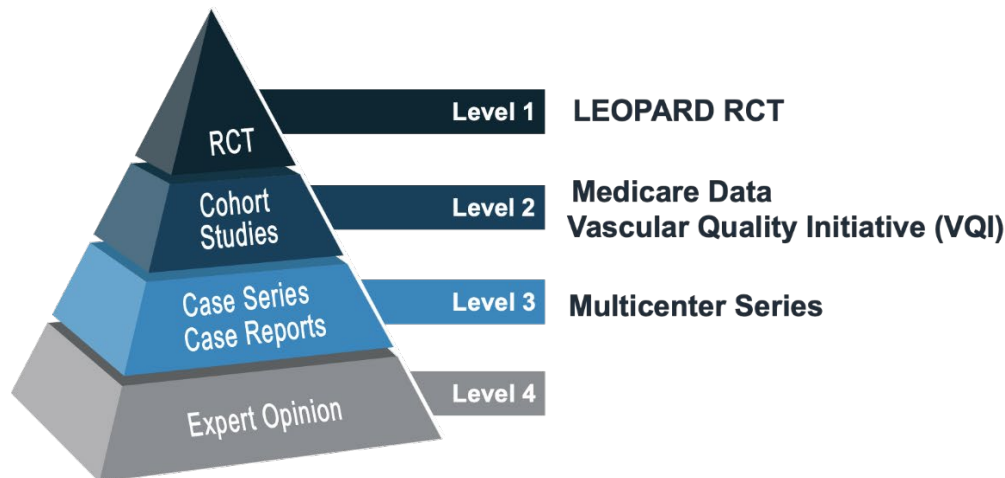 RCT
Level 1
LEOPARD RCT
Cohort
Studies
Level 2
Medicare Data
Vascular Quality Initiative (VQI)
Case Series
Case Reports
Level 3
Multicenter Series
Expert Opinion
Level 4